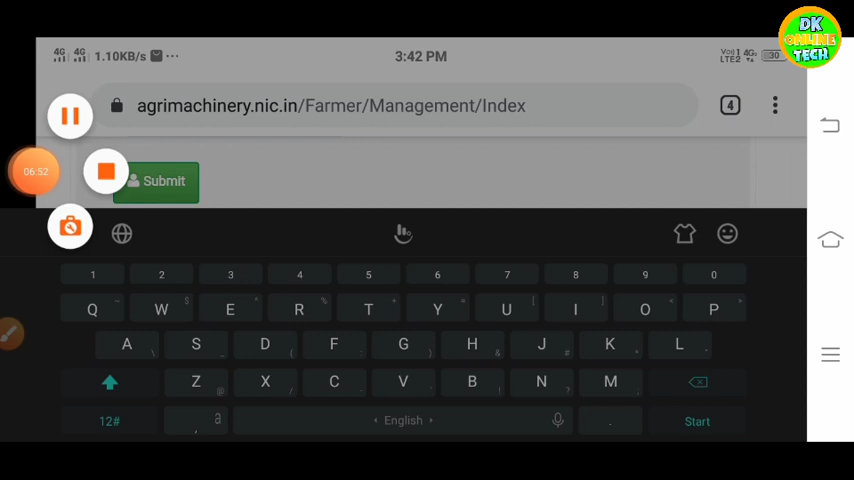 DK
ONLINE
TECH
4G 4G 1.10KB/s ... 3:42 PM VoD1 4G LTE2 30
agrimachinery.nic.in/Farmer/Management/Index 4
06:52
Submit
1 2 3 4 5 6 7 8 9 0
Q W E R T Y U I O P
A S D F G H J K L
Z X C V B N M
12# , a English . Start